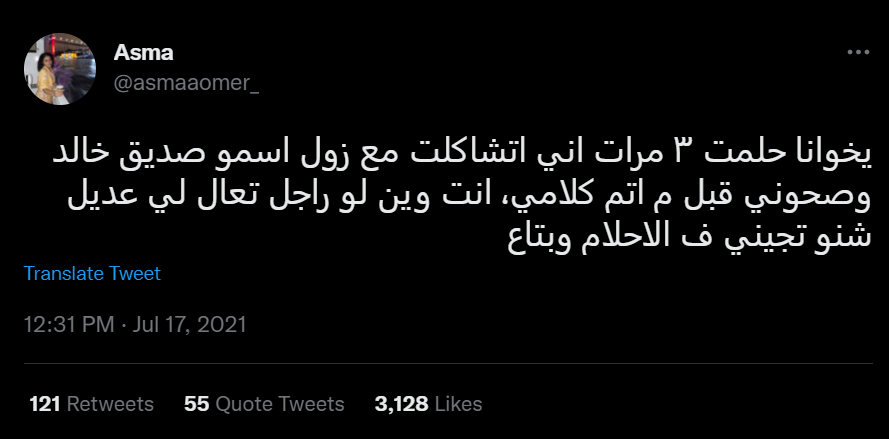 Asma
@asmaaomer_
يخوانا حلمت ٣ مرات اني اتشاكلت مع زول اسمو صديق خالد
وصحوني قبل م اتم كلامي، انت وين لو راجل تعال لي عديل
شنو تجيني ف الاحلام وبتاع
Translate Tweet
12:31 PM · Jul 17, 2021
121 Retweets 55 Quote Tweets 3,128 Likes